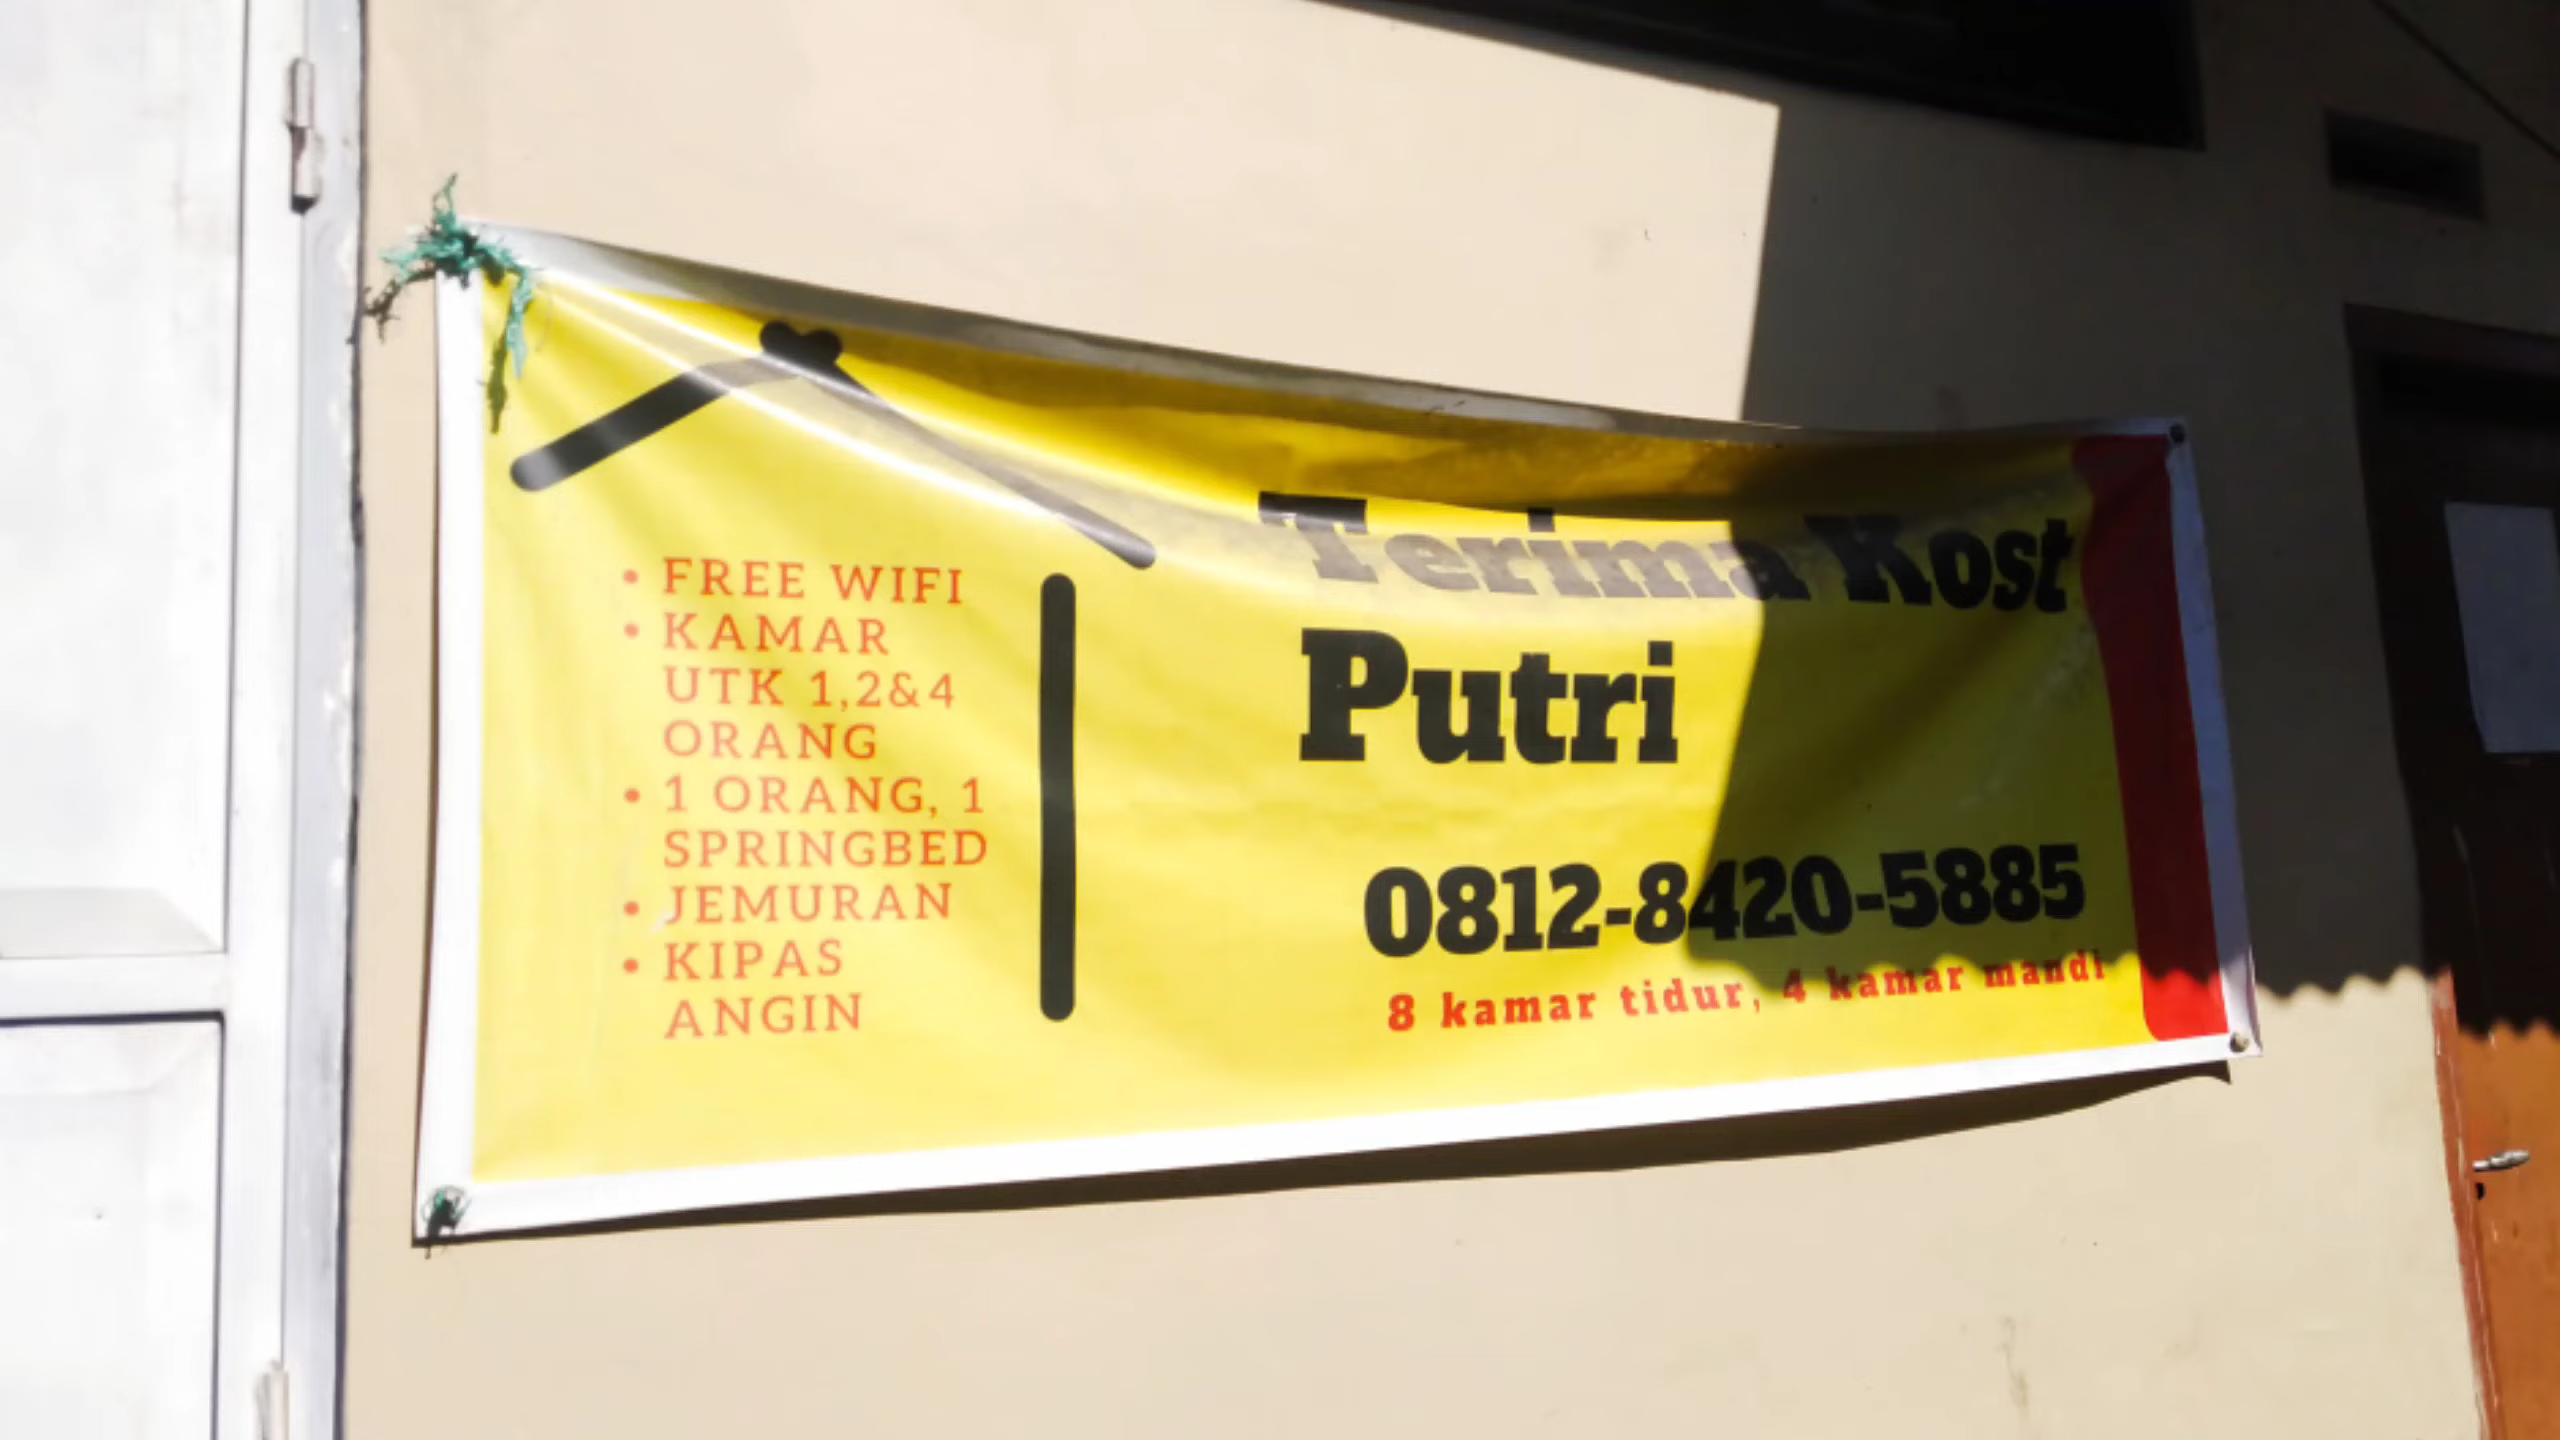 • FREE WIFI
• KAMAR
UTK 1,2&4
ORANG
• 1 ORANG, 1
SPRINGBED
• JEMURAN
• KIPAS
ANGIN
Terima Kost
Putri
0812-8420-5885
8 kamar tidur, 4 kamar mandi